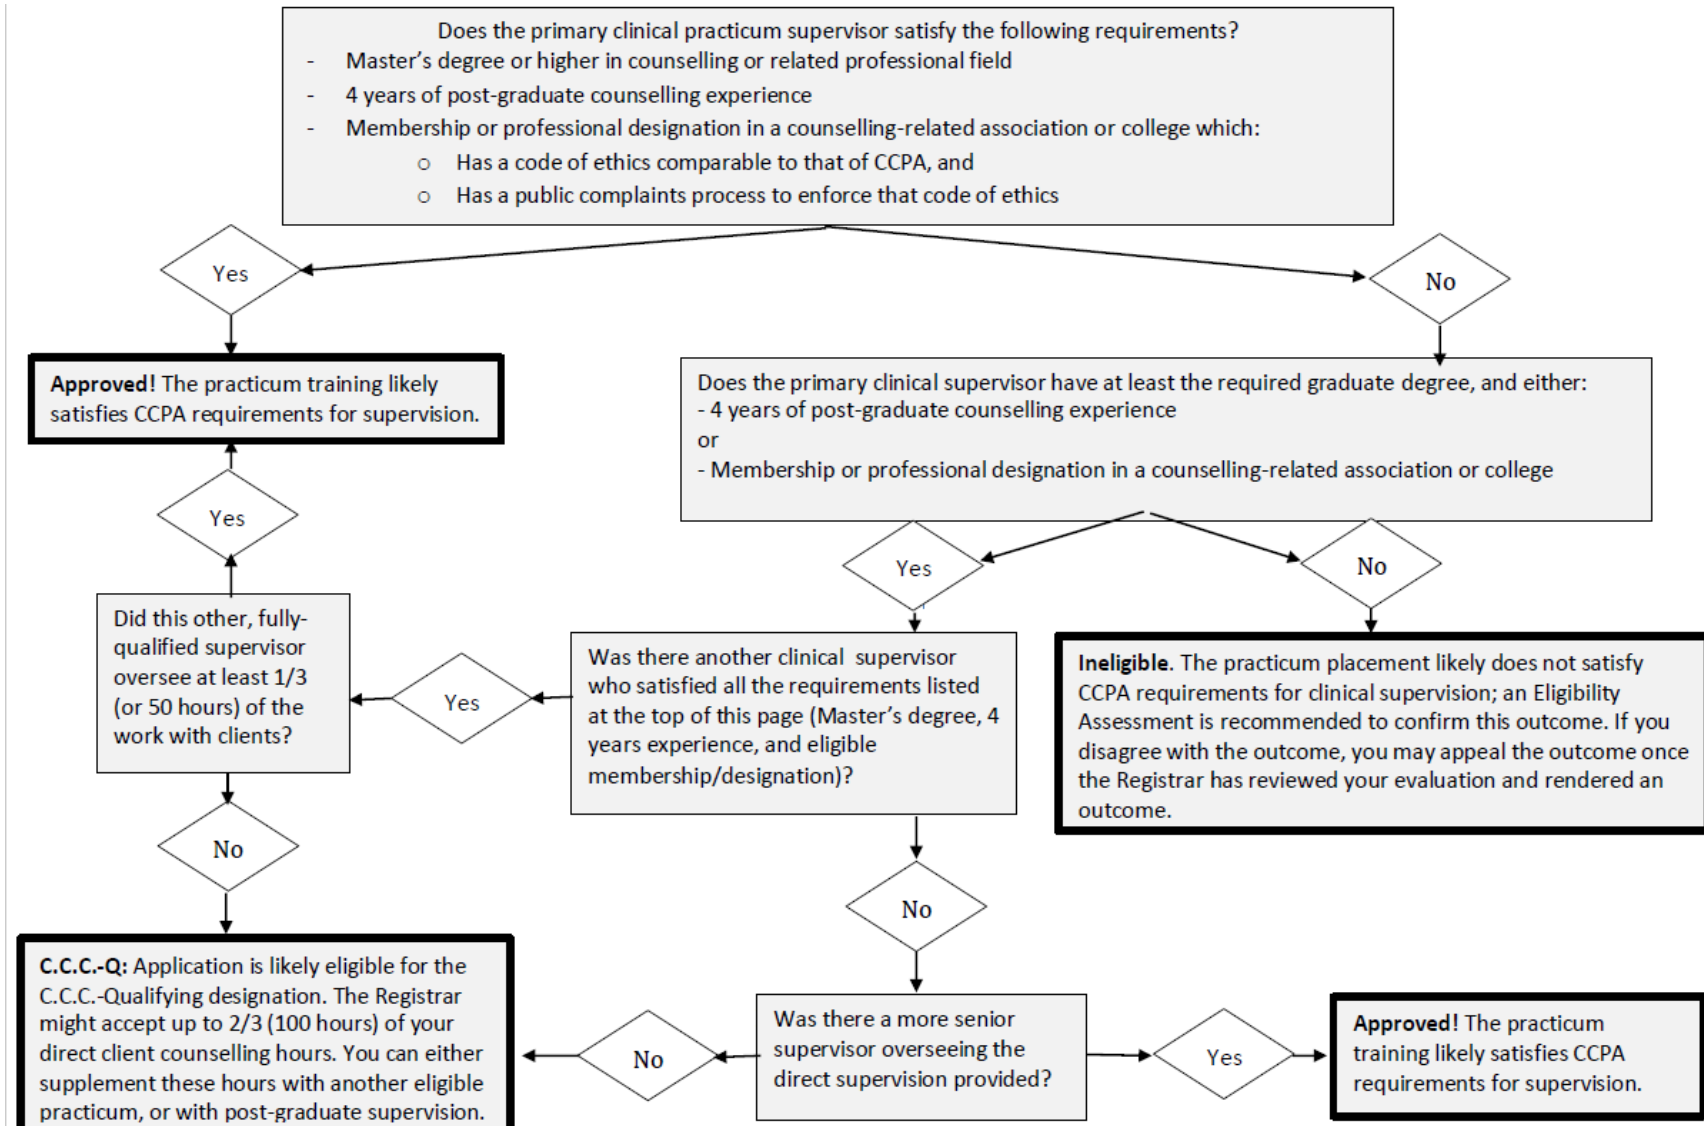 Does the primary clinical practicum supervisor satisfy the following requirements?
- Master's degree or higher in counselling or related professional field
- 4 years of post-graduate counselling experience
- Membership or professional designation in a counselling-related association or college which:
o Has a code of ethics comparable to that of CCPA, and
o Has a public complaints process to enforce that code of ethics
Yes
No
Approved! The practicum training likely
satisfies CCPA requirements for supervision.
Does the primary clinical supervisor have at least the required graduate degree, and either:
- 4 years of post-graduate counselling experience
or
- Membership or professional designation in a counselling-related association or college
Yes
Yes
No
Did this other, fully-
qualified supervisor
oversee at least 1/3
(or 50 hours) of the
work with clients?
Yes
Was there another clinical supervisor
who satisfied all the requirements listed
at the top of this page (Master's degree, 4
years experience, and eligible
membership/designation)?
Ineligible. The practicum placement likely does not satisfy
CCPA requirements for clinical supervision; an Eligibility
Assessment is recommended to confirm this outcome. If you
disagree with the outcome, you may appeal the outcome once
the Registrar has reviewed your evaluation and rendered an
outcome.
No
No
C.C.C.-Q: Application is likely eligible for the
C.C.C.-Qualifying designation. The Registrar
might accept up to 2/3 (100 hours) of your
direct client counselling hours. You can either
supplement these hours with another eligible
practicum, or with post-graduate supervision.
No
Was there a more senior
supervisor overseeing the
direct supervision provided?
Yes
Approved! The practicum
training likely satisfies CCPA
requirements for supervision.